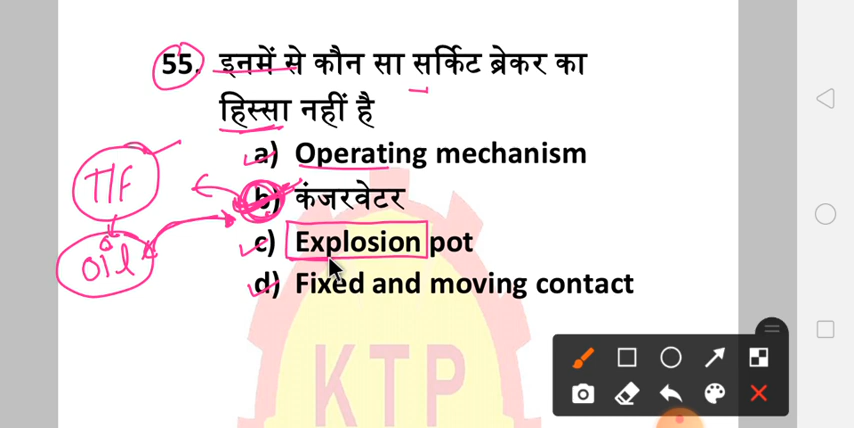 55. इनमें से कौन सा सर्किट ब्रेकर का
हिस्सा नहीं है
a) Operating mechanism
b) कंजरवेटर
c) Explosion pot
d) Fixed and moving contact
T/F
Oil
KTP